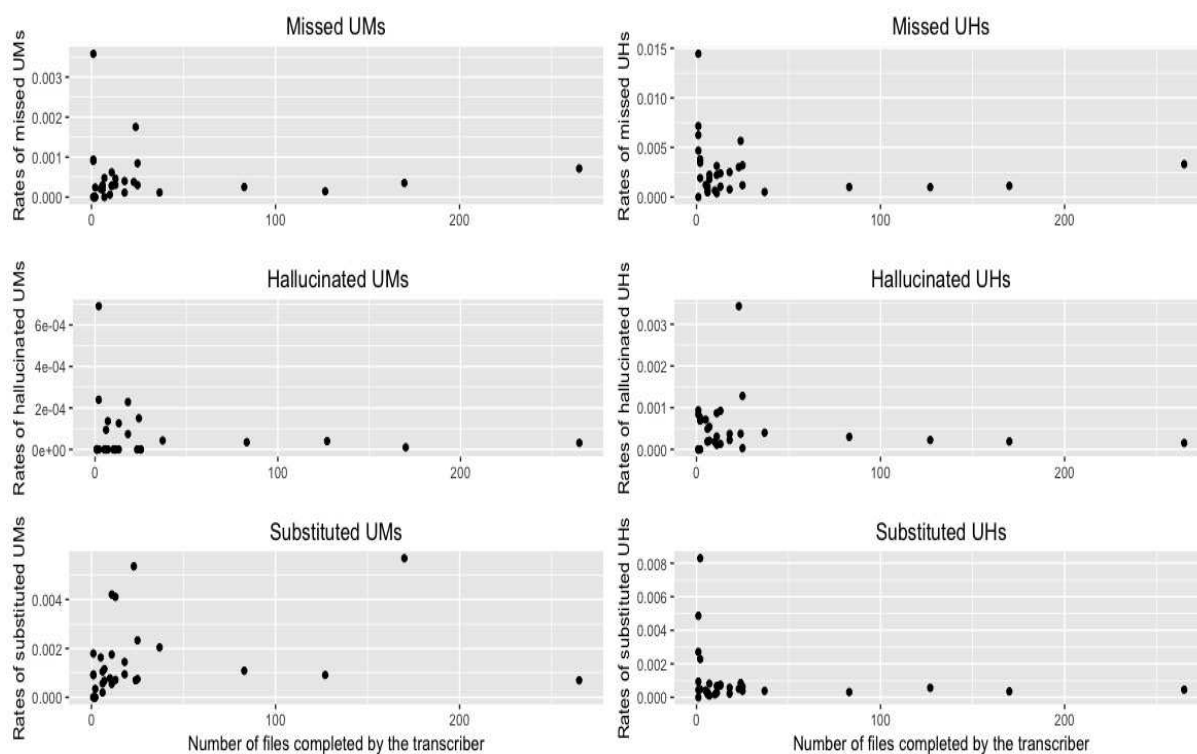 Missed UMs
Rates of missed UMs
0.003
0.002
0.001
0.000
0
100
200
Missed UHs
Rates of missed UHs
0.015
0.010
0.005
0.000
0
100
200
Hallucinated UMs
Rates of hallucinated UMs
6e-04
4e-04
2e-04
0e+00
0
100
200
Hallucinated UHs
Rates of hallucinated UHs
0.003
0.002
0.001
0.000
0
100
200
Substituted UMs
Rates of substituted UMs
0.004
0.002
0.000
0
100
200
Number of files completed by the transcriber
Substituted UHs
Rates of substituted UHs
0.008
0.006
0.004
0.002
0.000
0
100
200
Number of files completed by the transcriber